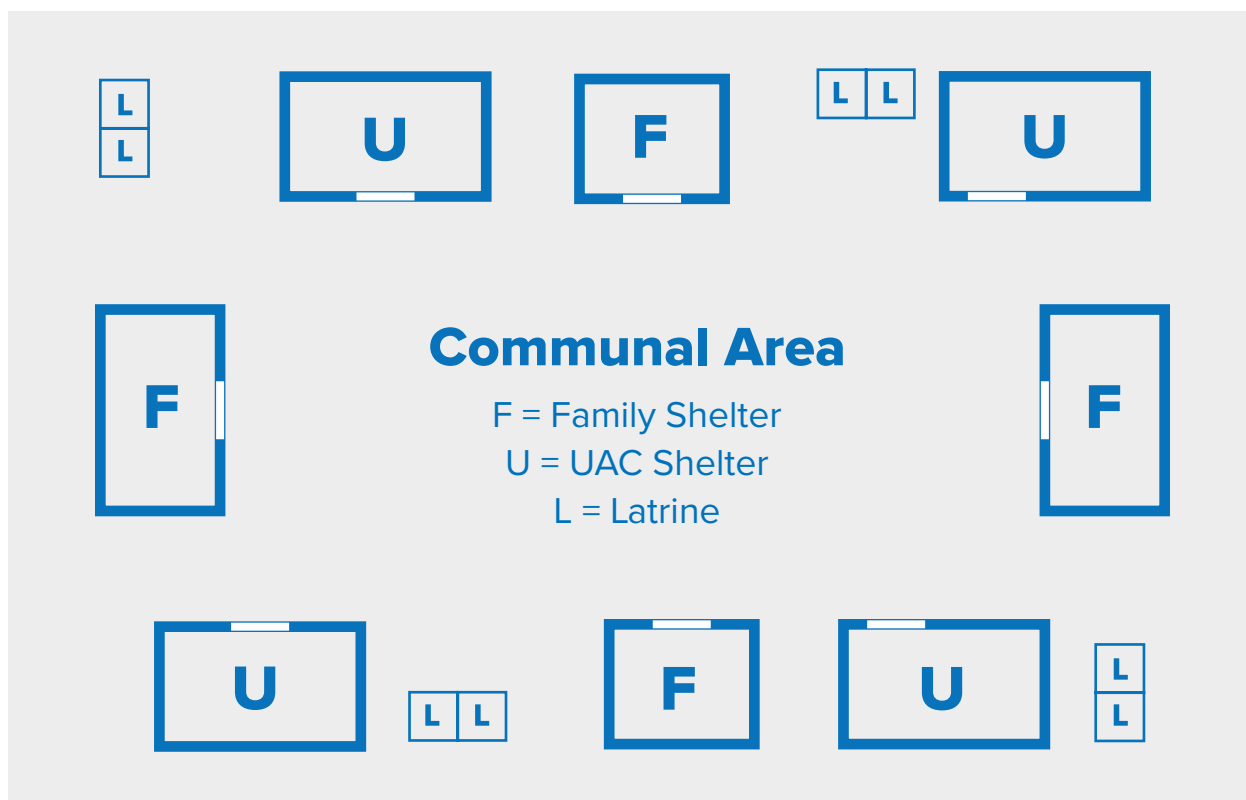 L
L
U
F
L L
U
F
Communal Area
F = Family Shelter
U = UAC Shelter
L = Latrine
F
U
L L
F
U
L
L